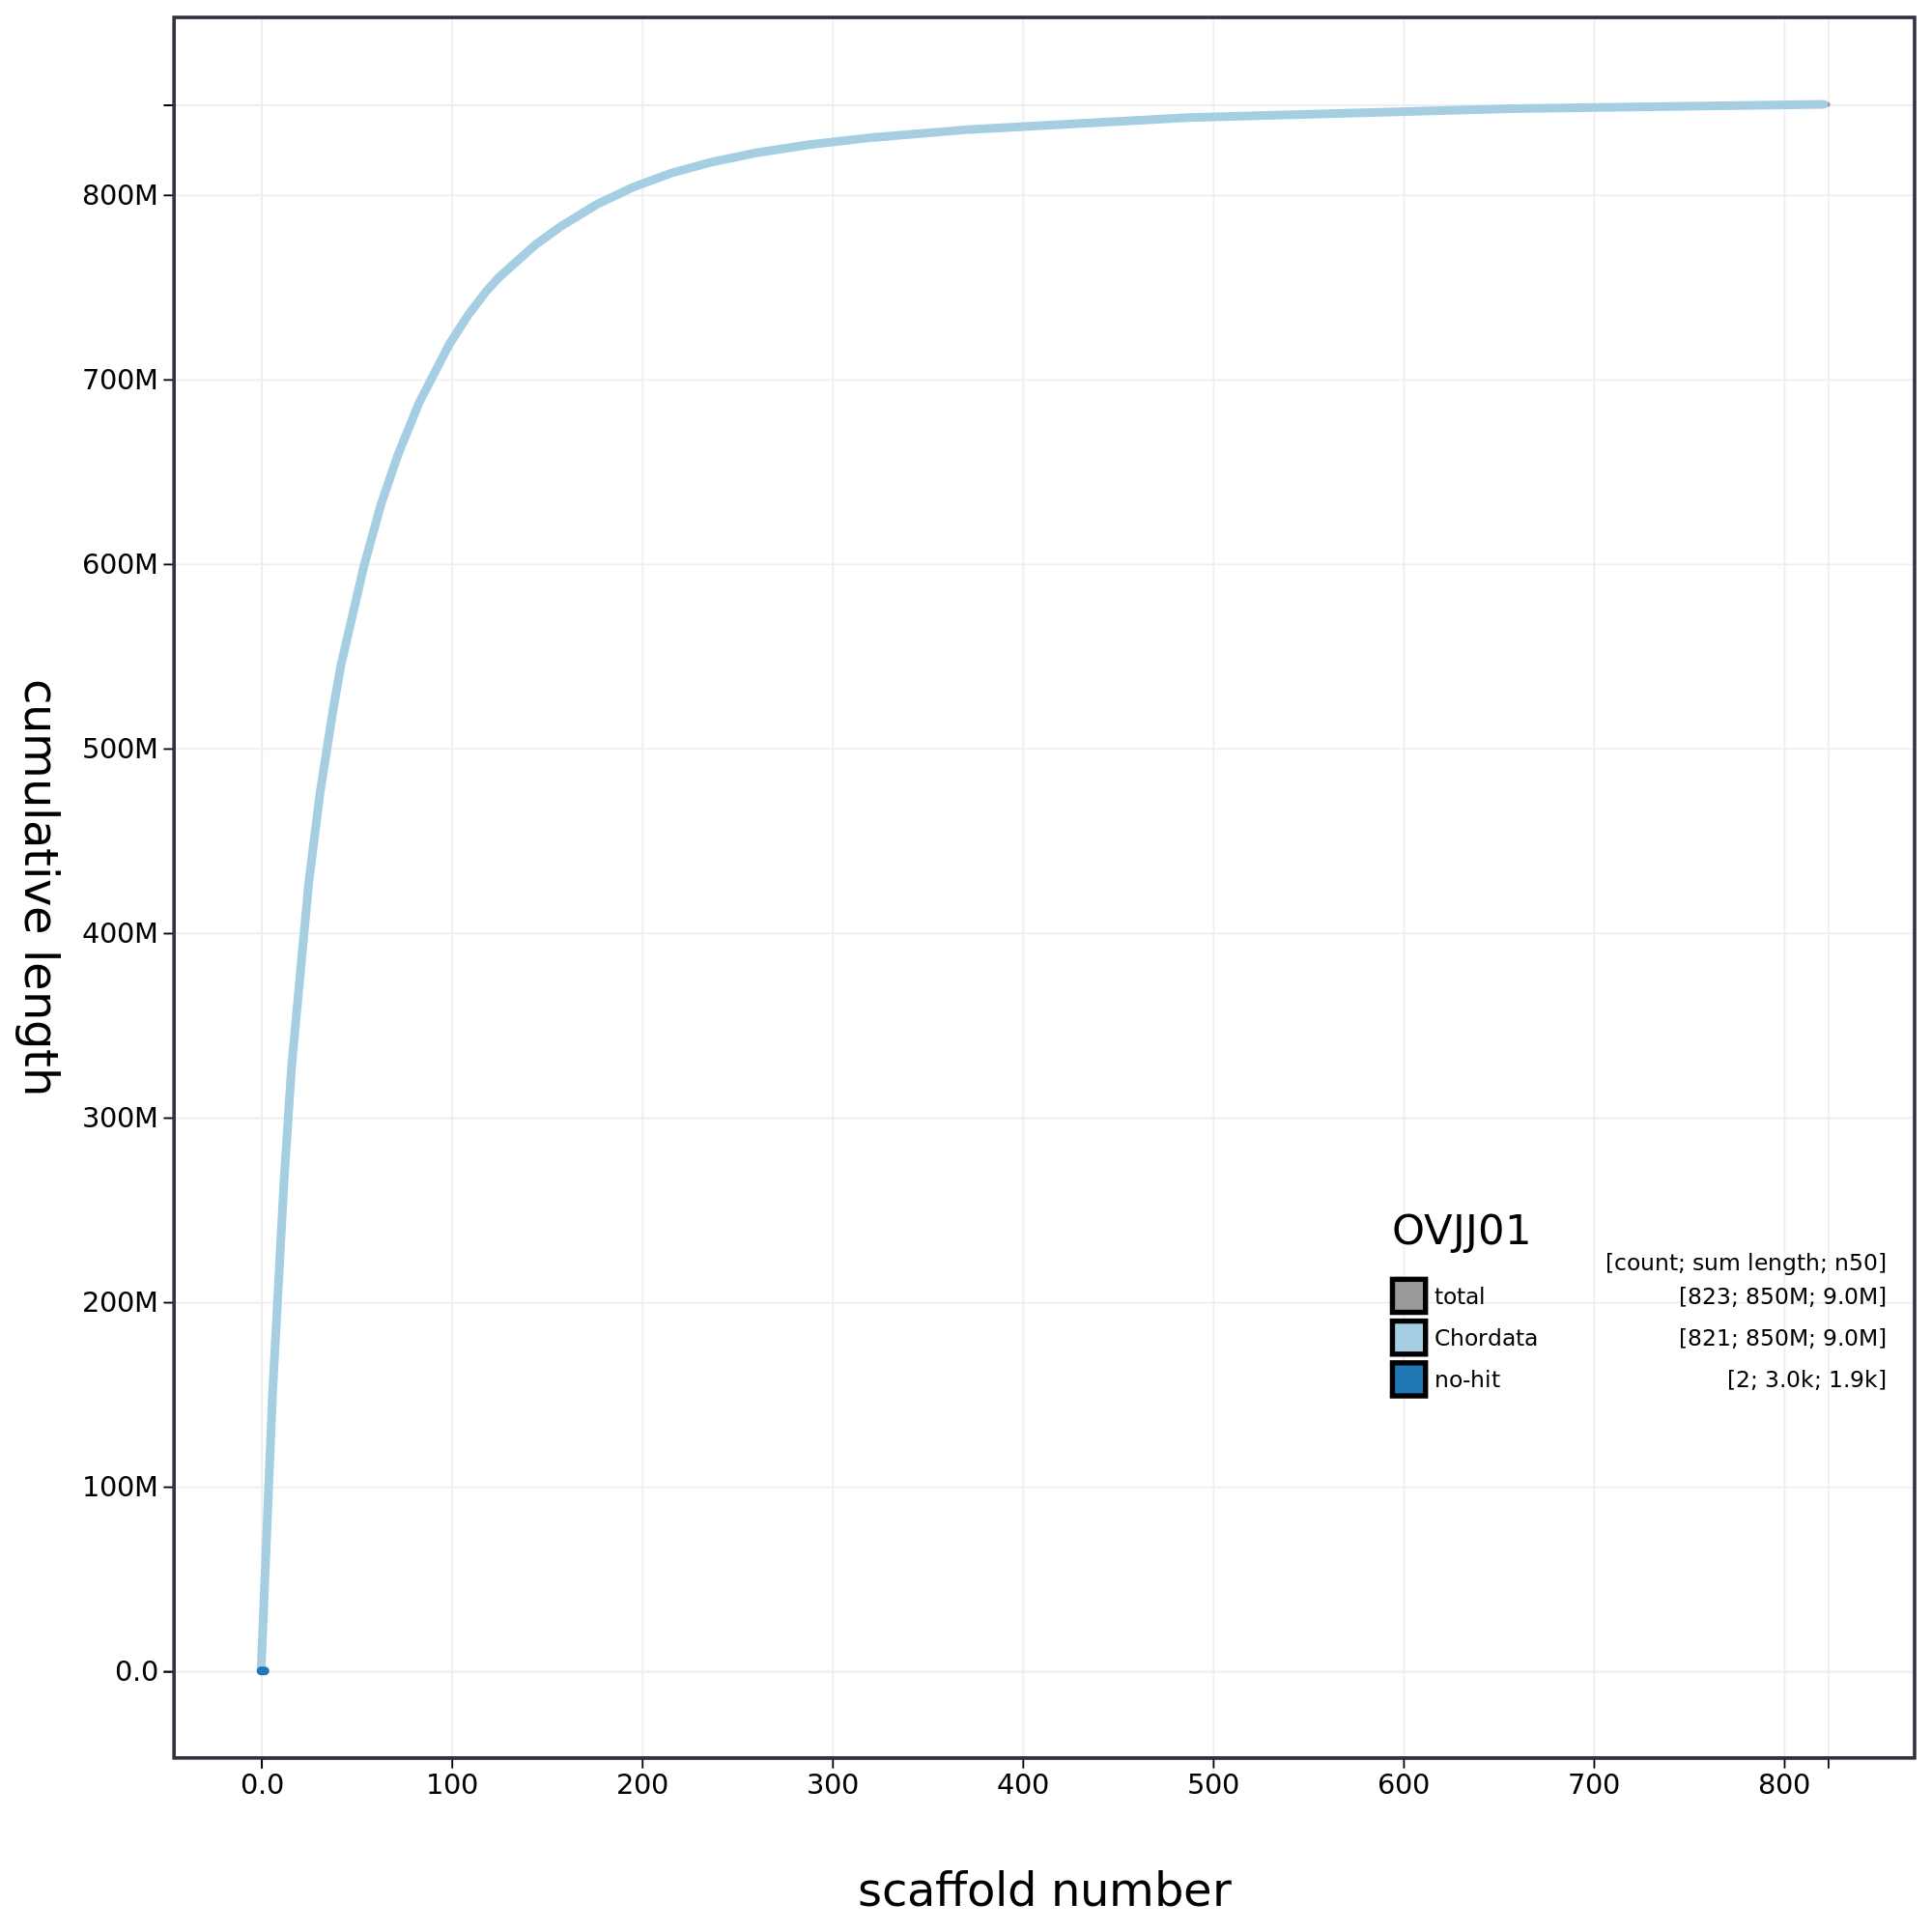 800M
700M
600M
500M
400M
300M
200M
100M
0.0
cumulative length
OVJJ01
[count; sum length; n50]
total [823; 850M; 9.0M]
Chordata [821; 850M; 9.0M]
no-hit [2; 3.0k; 1.9k]
0.0 100 200 300 400 500 600 700 800
scaffold number